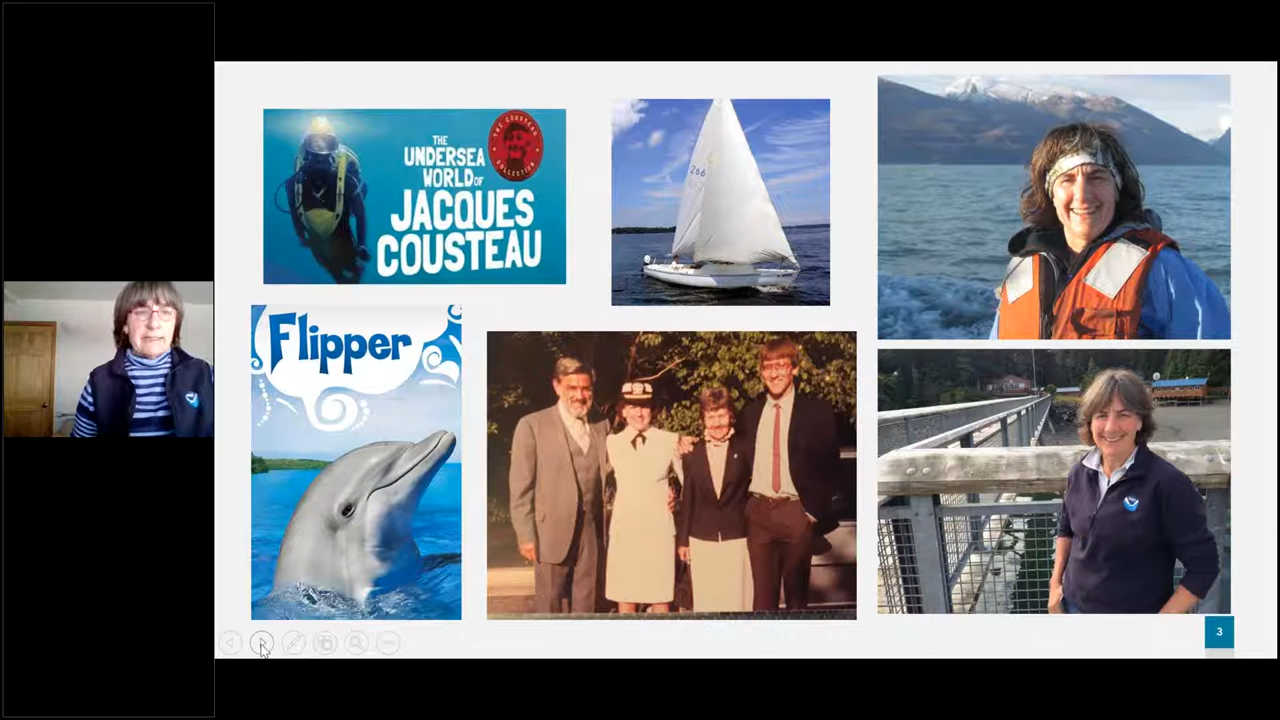 THE
UNDERSEA
WORLD OF
JACQUES
COUSTEAU
THE COUSTEAU
COLLECTION
266
Flipper
3